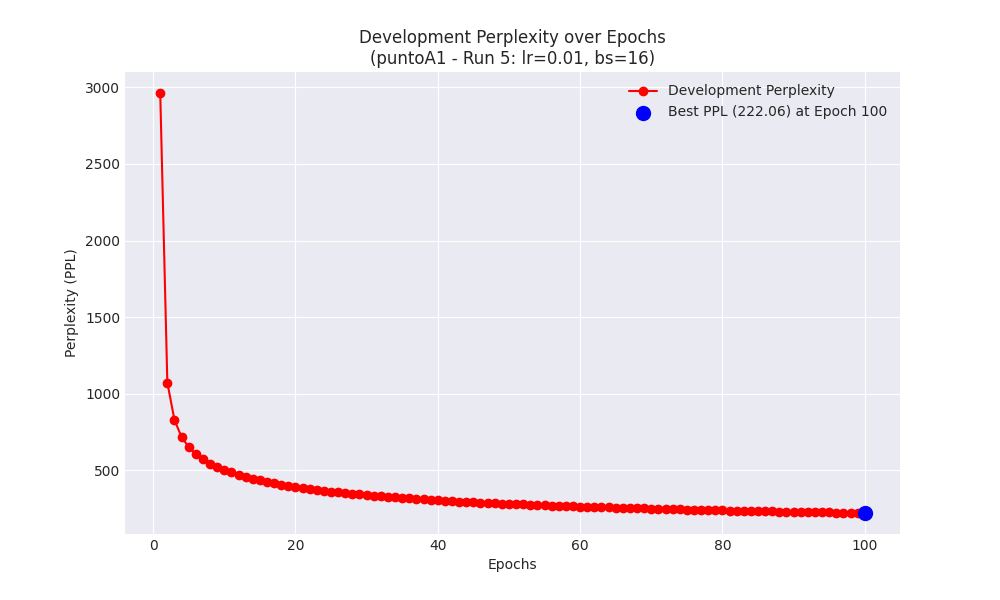 Development Perplexity over Epochs
(puntoA1 - Run 5: lr=0.01, bs=16)
Development Perplexity
Best PPL (222.06) at Epoch 100
Perplexity (PPL)
3000
2500
2000
1500
1000
500
0
20
40
60
80
100
Epochs